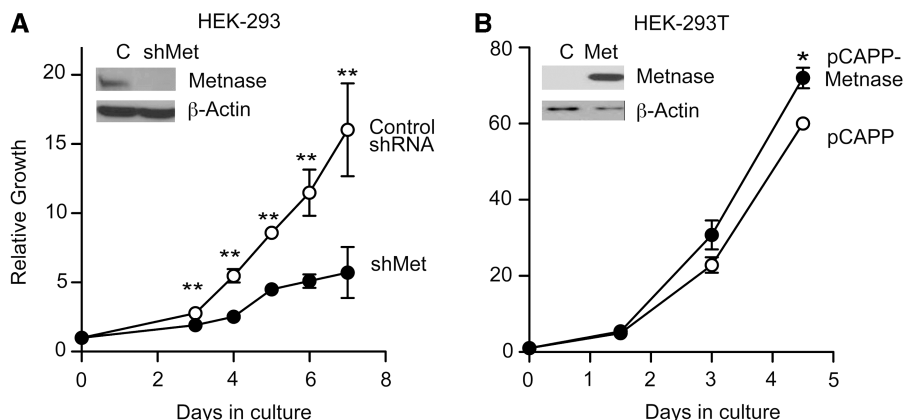 A
HEK-293
C shMet
Metnase
β-Actin
20
15
10
5
0
Relative Growth
**
**
**
**
**
Control
shRNA
shMet
0 2 4 6 8
Days in culture
B
HEK-293T
C Met
Metnase
β-Actin
80
60
40
20
0
*
pCAPP-
Metnase
pCAPP
0 1 2 3 4 5
Days in culture